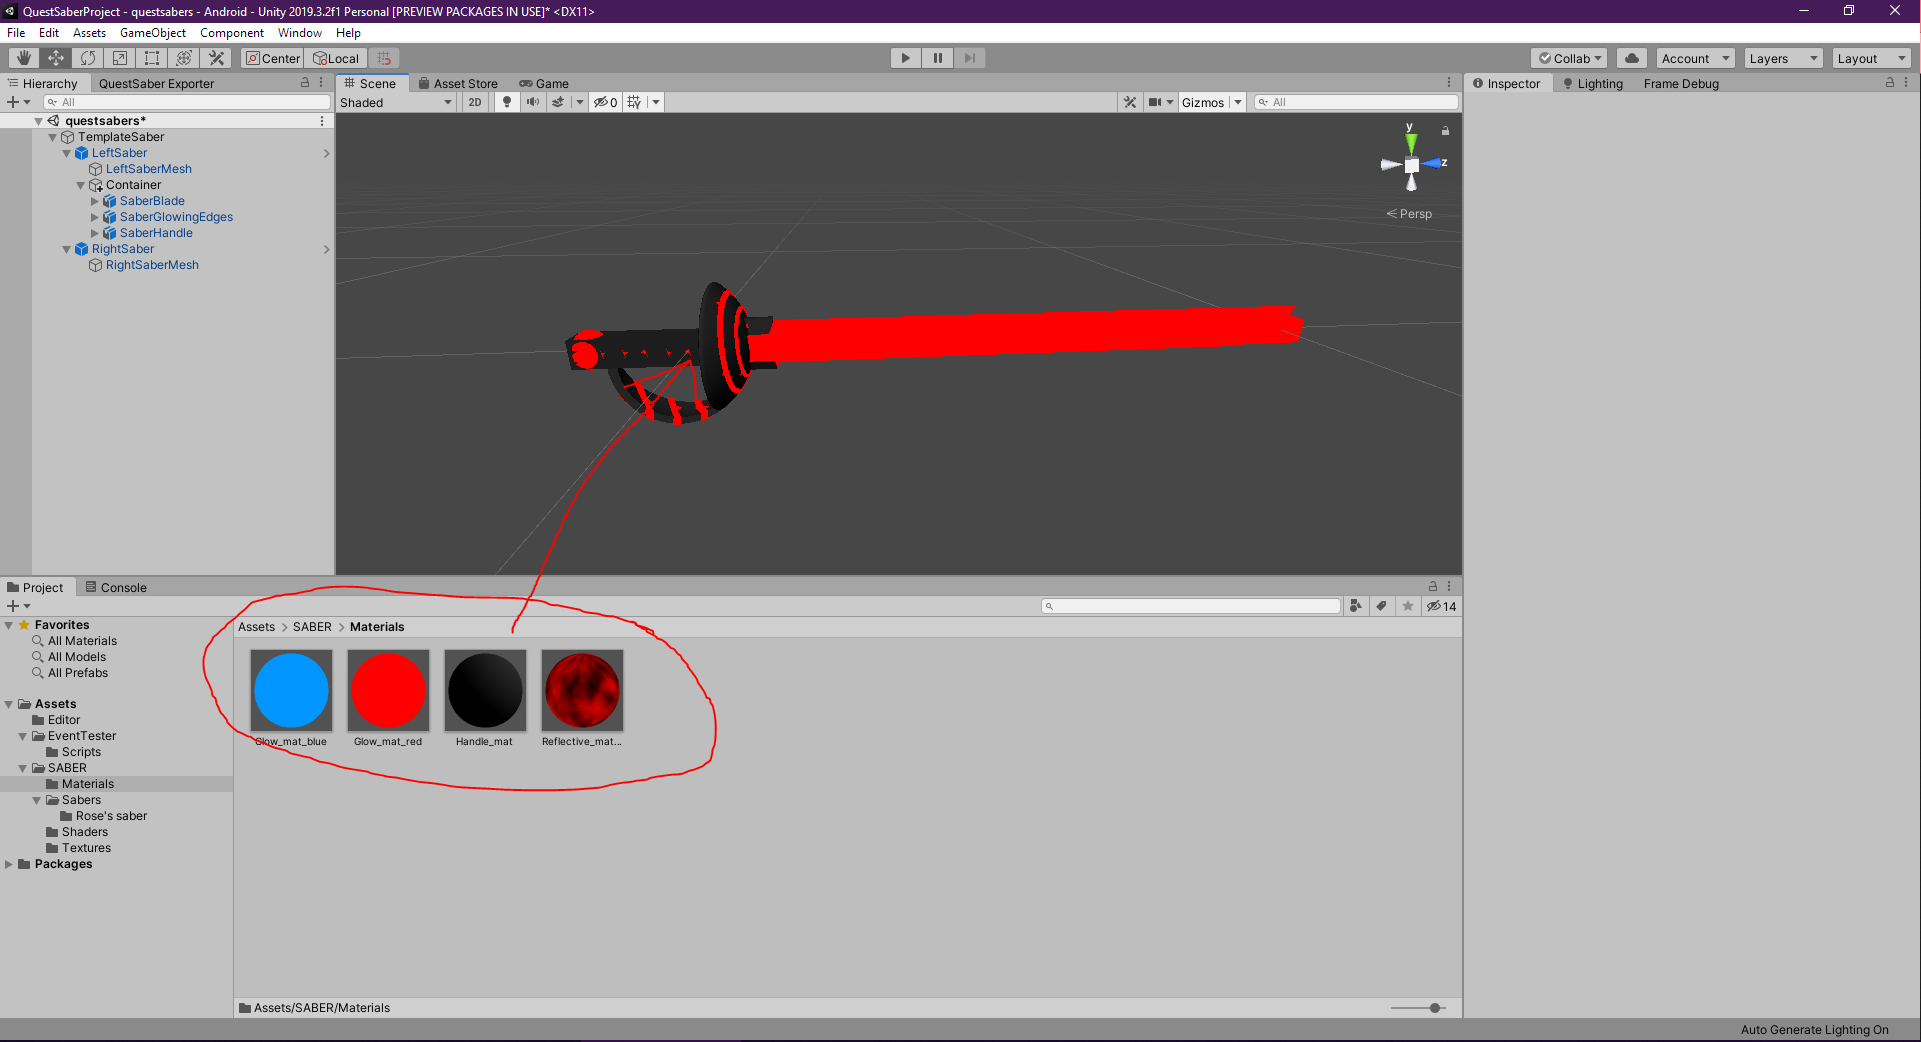 QuestSaberProject - questsabers - Android - Unity 2019.3.2f1 Personal [PREVIEW PACKAGES IN USE]* <DX11>
File Edit Assets GameObject Component Window Help
Center Local Collab Account Layers Layout
Hierarchy QuestSaber Exporter
All
questsabers*
TemplateSaber
LeftSaber
LeftSaberMesh
Container
SaberBlade
SaberGlowingEdges
SaberHandle
RightSaber
RightSaberMesh
Scene Asset Store Game
Shaded 2D 0 Gizmos All
y
z
Persp
Inspector Lighting Frame Debug
Project Console
14
Favorites
All Materials
All Models
All Prefabs
Assets
Editor
EventTester
Scripts
SABER
Materials
Sabers
Rose's saber
Shaders
Textures
Packages
Assets > SABER > Materials
Glow_mat_blue Glow_mat_red Handle_mat Reflective_mat...
Assets/SABER/Materials
Auto Generate Lighting On